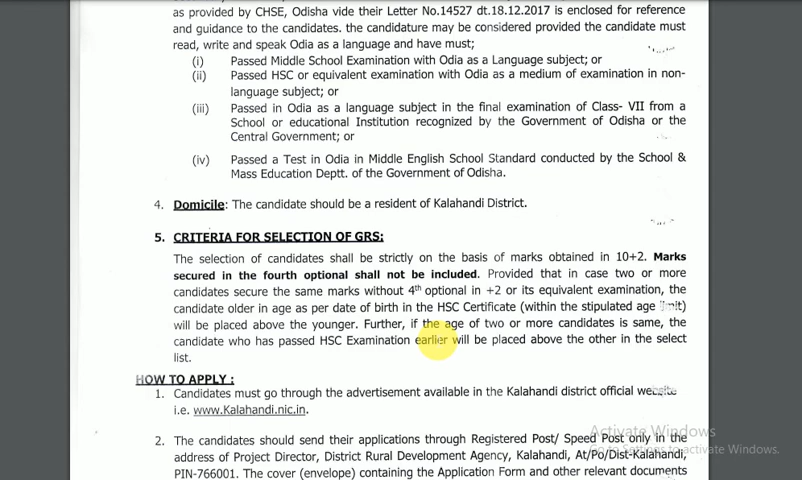 as provided by CHSE, Odisha vide their Letter No.14527 dt.18.12.2017 is enclosed for reference
and guidance to the candidates. the candidature may be considered provided the candidate must
read, write and speak Odia as a language and have must;
(i) Passed Middle School Examination with Odia as a Language subject; or
(ii) Passed HSC or equivalent examination with Odia as a medium of examination in non-
language subject; or
(iii) Passed in Odia as a language subject in the final examination of Class- VII from a
School or educational Institution recognized by the Government of Odisha or the
Central Government; or
(iv) Passed a Test in Odia in Middle English School Standard conducted by the School &
Mass Education Deptt. of the Government of Odisha.
4. Domicile: The candidate should be a resident of Kalahandi District.
5. CRITERIA FOR SELECTION OF GRS:
The selection of candidates shall be strictly on the basis of marks obtained in 10+2. Marks
secured in the fourth optional shall not be included. Provided that in case two or more
candidates secure the same marks without 4th optional in +2 or its equivalent examination, the
candidate older in age as per date of birth in the HSC Certificate (within the stipulated age limit)
will be placed above the younger. Further, if the age of two or more candidates is same, the
candidate who has passed HSC Examination earlier will be placed above the other in the select
list.
HOW TO APPLY :
1. Candidates must go through the advertisement available in the Kalahandi district official website
i.e. www.Kalahandi.nic.in.
2. The candidates should send their applications through Registered Post/ Speed Post only in the
address of Project Director, District Rural Development Agency, Kalahandi, At/Po/Dist-Kalahandi,
PIN-766001. The cover (envelope) containing the Application Form and other relevant documents
Activate Windows
Go to Settings to activate Windows.